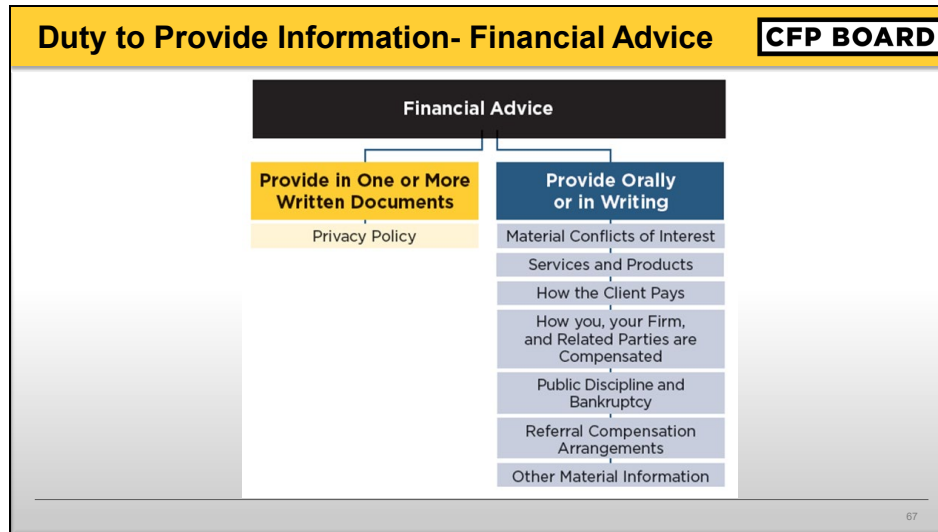 Duty to Provide Information- Financial Advice
CFP BOARD
Financial Advice
Provide in One or More
Written Documents
Privacy Policy
Provide Orally
or in Writing
Material Conflicts of Interest
Services and Products
How the Client Pays
How you, your Firm,
and Related Parties are
Compensated
Public Discipline and
Bankruptcy
Referral Compensation
Arrangements
Other Material Information
67